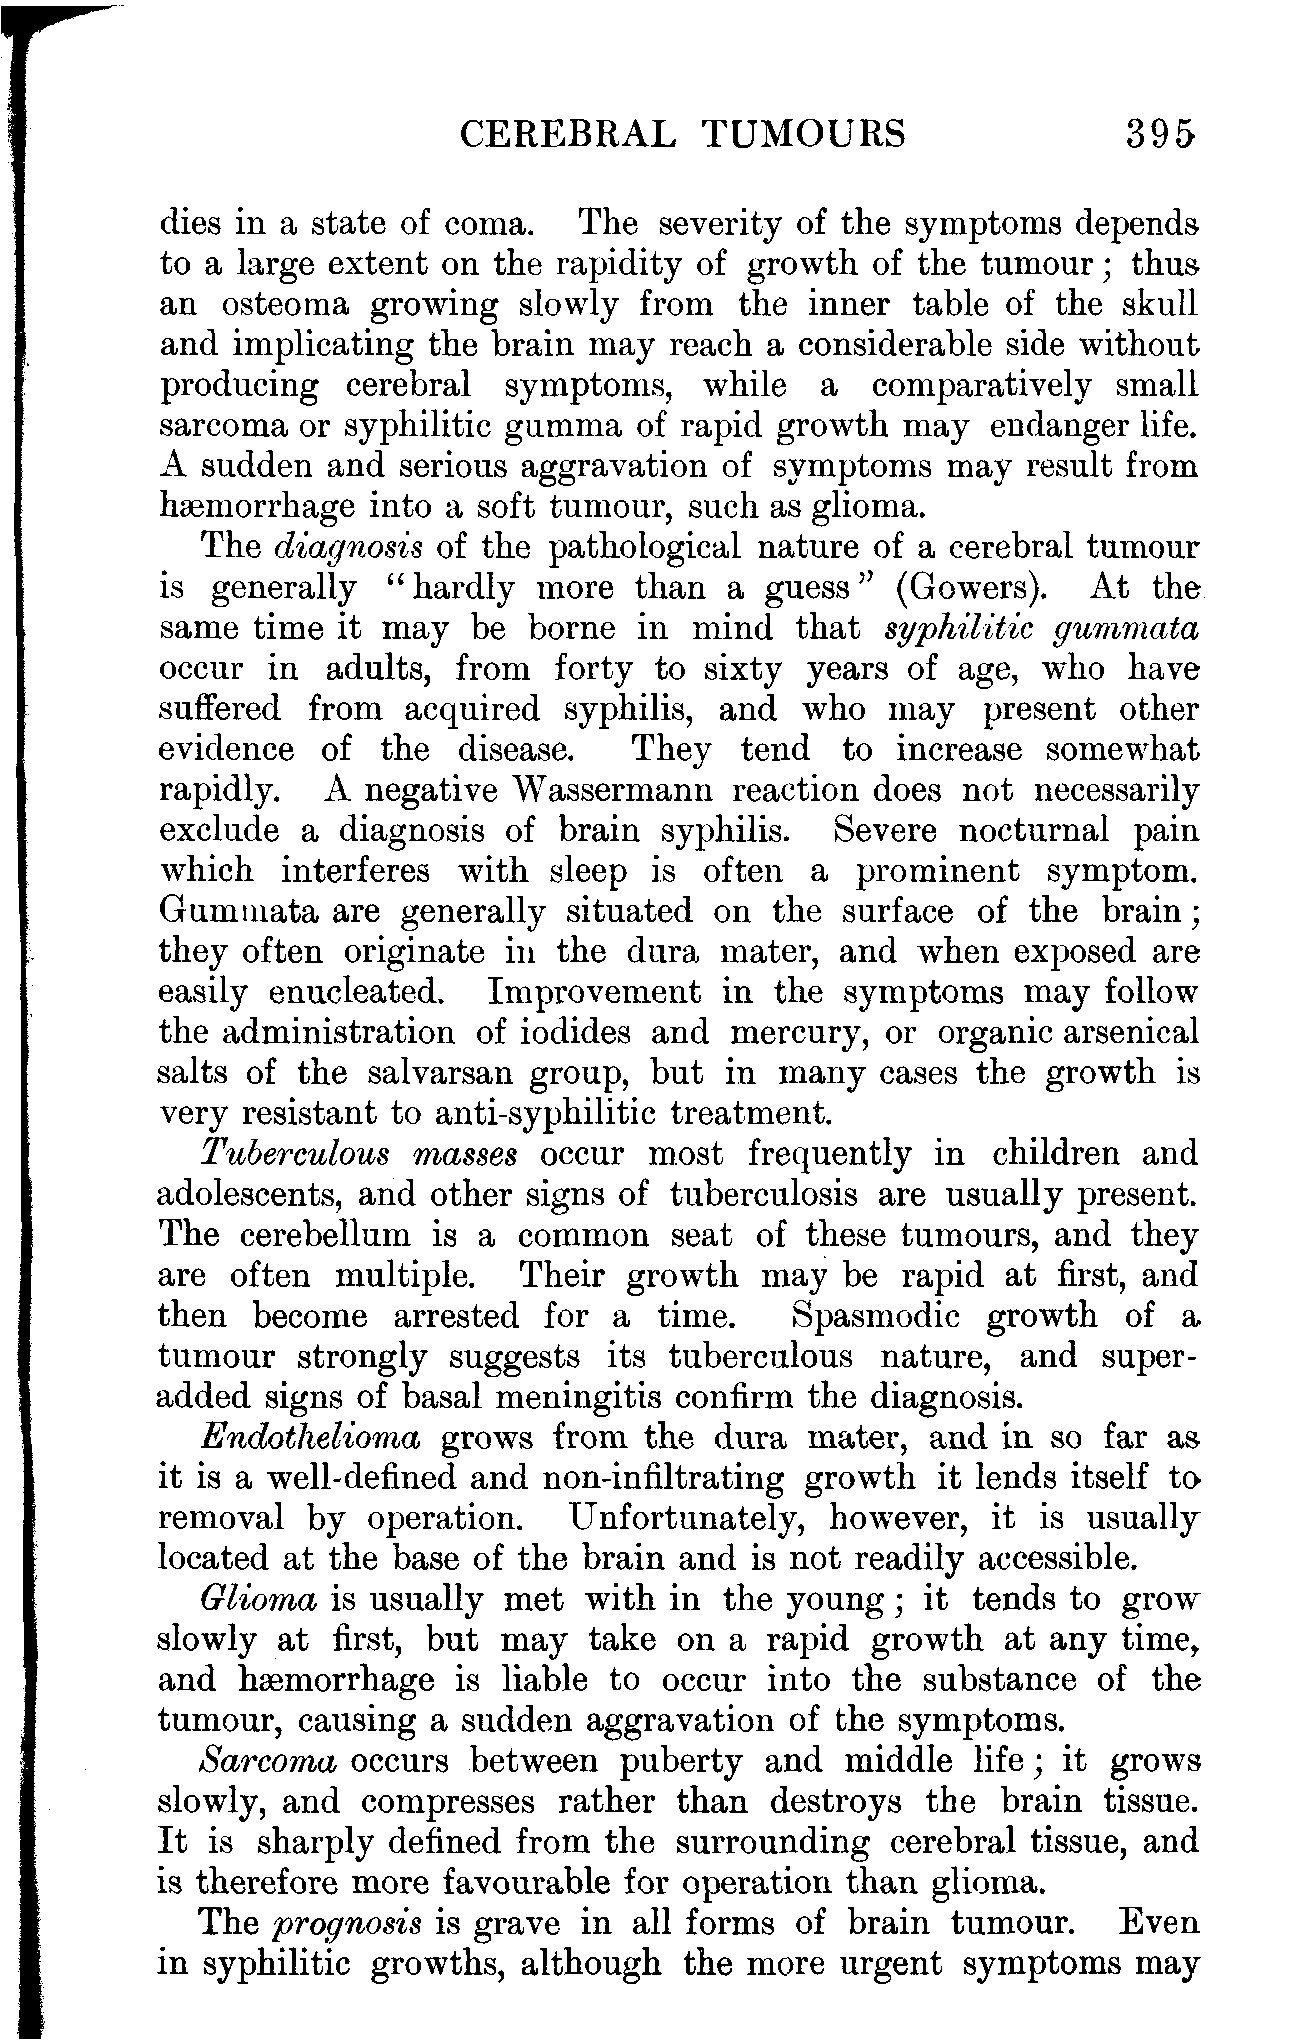 CEREBRAL TUMOURS 395
dies in a state of coma. The severity of the symptoms depends
to a large extent on the rapidity of growth of the tumour; thus
an osteoma growing slowly from the inner table of the skull
and implicating the brain may reach a considerable side without
producing cerebral symptoms, while a comparatively small
sarcoma or syphilitic gumma of rapid growth may endanger life.
A sudden and serious aggravation of symptoms may result from
hæmorrhage into a soft tumour, such as glioma.
The diagnosis of the pathological nature of a cerebral tumour
is generally “hardly more than a guess” (Gowers). At the
same time it may be borne in mind that syphilitic gummata
occur in adults, from forty to sixty years of age, who have
suffered from acquired syphilis, and who may present other
evidence of the disease. They tend to increase somewhat
rapidly. A negative Wassermann reaction does not necessarily
exclude a diagnosis of brain syphilis. Severe nocturnal pain
which interferes with sleep is often a prominent symptom.
Gummata are generally situated on the surface of the brain;
they often originate in the dura mater, and when exposed are
easily enucleated. Improvement in the symptoms may follow
the administration of iodides and mercury, or organic arsenical
salts of the salvarsan group, but in many cases the growth is
very resistant to anti-syphilitic treatment.
Tuberculous masses occur most frequently in children and
adolescents, and other signs of tuberculosis are usually present.
The cerebellum is a common seat of these tumours, and they
are often multiple. Their growth may be rapid at first, and
then become arrested for a time. Spasmodic growth of a
tumour strongly suggests its tuberculous nature, and super-
added signs of basal meningitis confirm the diagnosis.
Endothelioma grows from the dura mater, and in so far as
it is a well-defined and non-infiltrating growth it lends itself to
removal by operation. Unfortunately, however, it is usually
located at the base of the brain and is not readily accessible.
Glioma is usually met with in the young; it tends to grow
slowly at first, but may take on a rapid growth at any time,
and hæmorrhage is liable to occur into the substance of the
tumour, causing a sudden aggravation of the symptoms.
Sarcoma occurs between puberty and middle life; it grows
slowly, and compresses rather than destroys the brain tissue.
It is sharply defined from the surrounding cerebral tissue, and
is therefore more favourable for operation than glioma.
The prognosis is grave in all forms of brain tumour. Even
in syphilitic growths, although the more urgent symptoms may